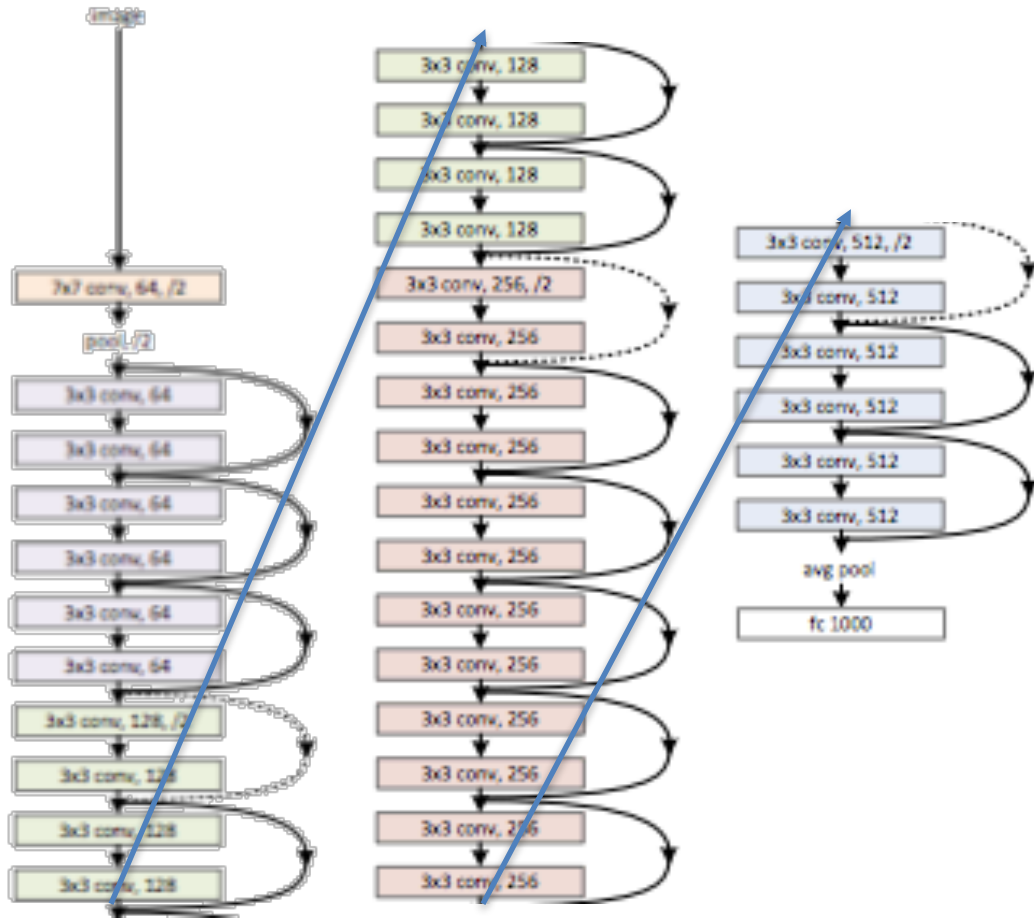 image
7x7 conv, 64, /2
pool, /2
3x3 conv, 64
3x3 conv, 64
3x3 conv, 64
3x3 conv, 64
3x3 conv, 64
3x3 conv, 64
3x3 conv, 128, /2
3x3 conv, 128
3x3 conv, 128
3x3 conv, 128
3x3 conv, 128
3x3 conv, 128
3x3 conv, 128
3x3 conv, 128
3x3 conv, 256, /2
3x3 conv, 256
3x3 conv, 256
3x3 conv, 256
3x3 conv, 256
3x3 conv, 256
3x3 conv, 256
3x3 conv, 256
3x3 conv, 256
3x3 conv, 256
3x3 conv, 256
3x3 conv, 256
3x3 conv, 512, /2
3x3 conv, 512
3x3 conv, 512
3x3 conv, 512
3x3 conv, 512
3x3 conv, 512
avg pool
fc 1000